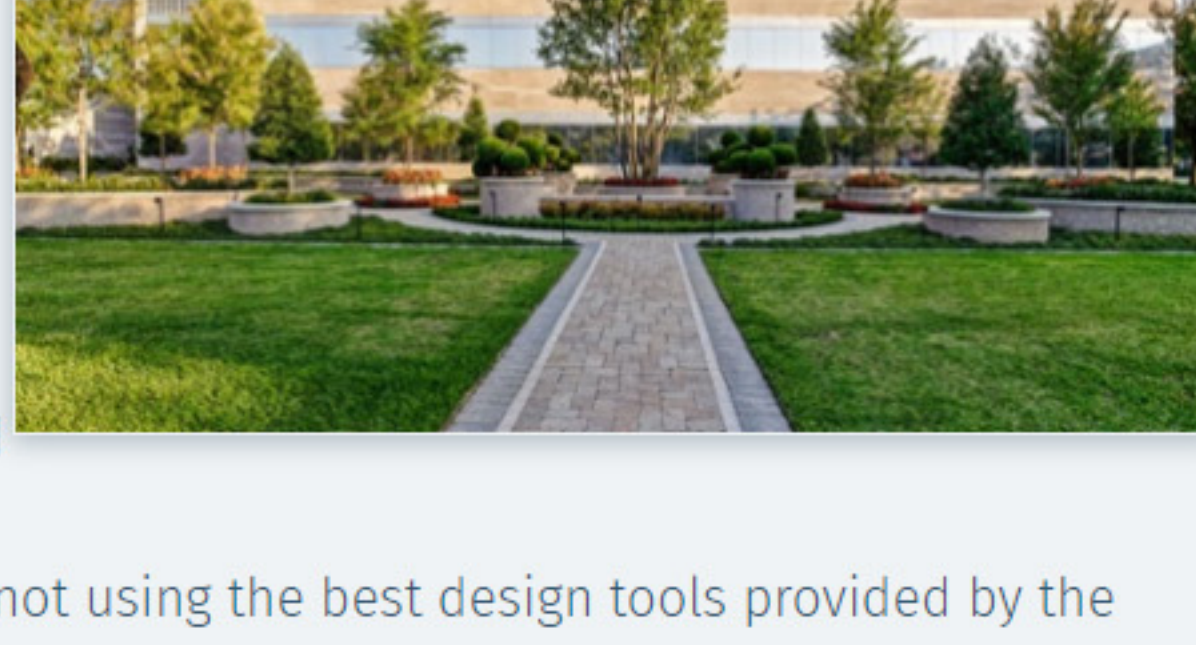 not using the best design tools provided by the